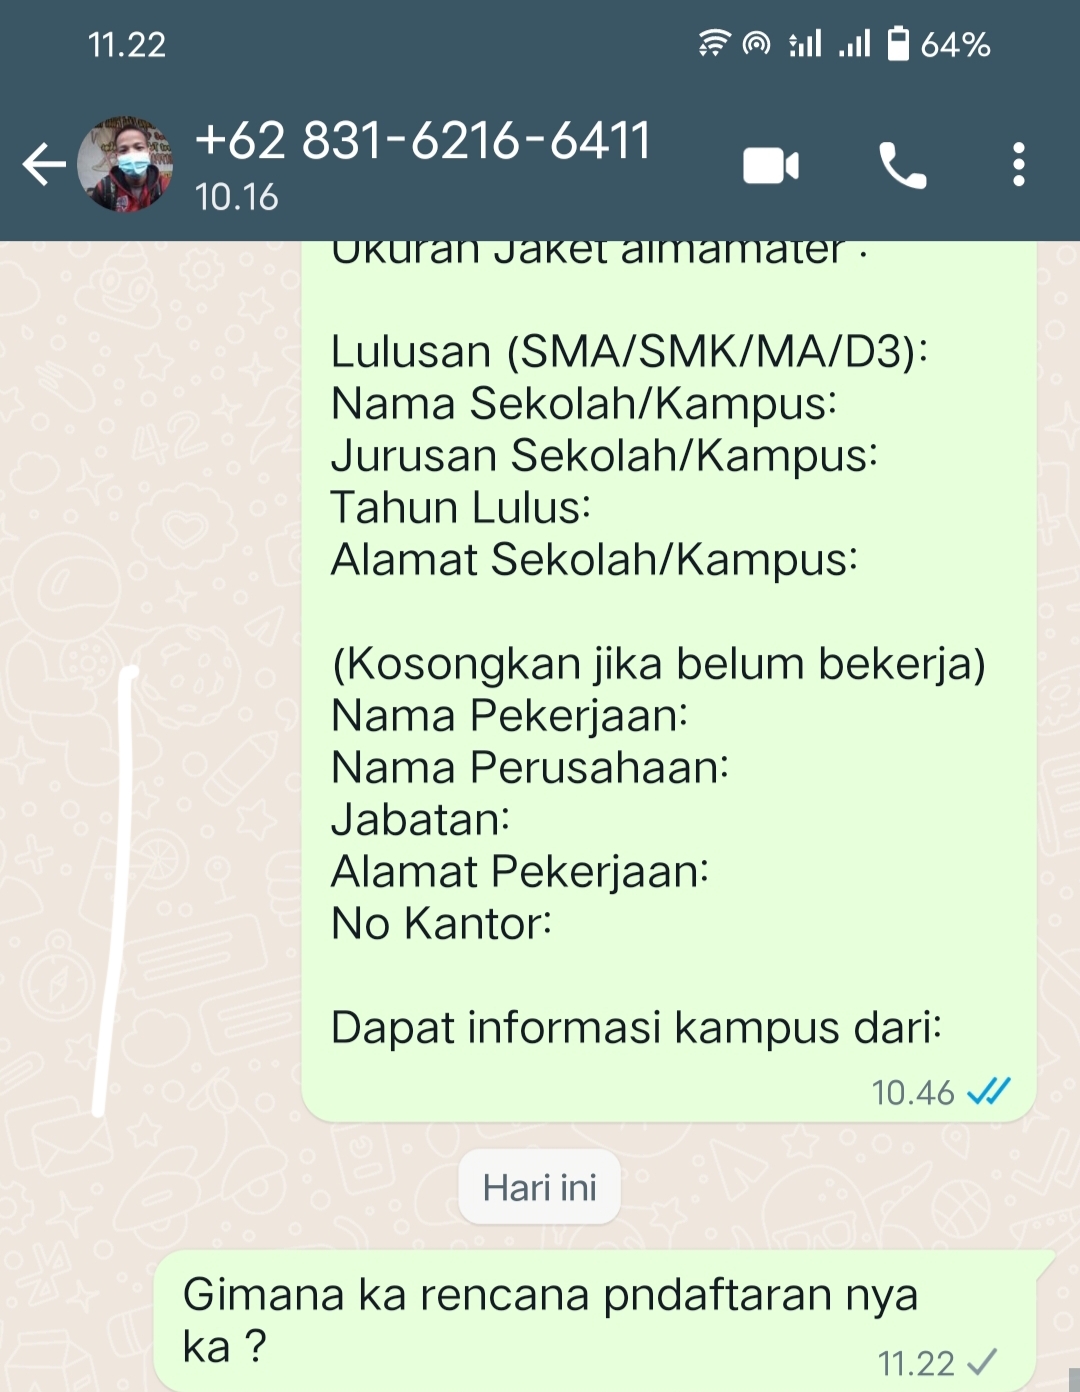 11.22
64%
+62 831-6216-6411
10.16
Ukuran Jaket almamater :
Lulusan (SMA/SMK/MA/D3):
Nama Sekolah/Kampus:
Jurusan Sekolah/Kampus:
Tahun Lulus:
Alamat Sekolah/Kampus:
(Kosongkan jika belum bekerja)
Nama Pekerjaan:
Nama Perusahaan:
Jabatan:
Alamat Pekerjaan:
No Kantor:
Dapat informasi kampus dari:
10.46
Hari ini
Gimana ka rencana pndaftaran nya
ka ?
11.22